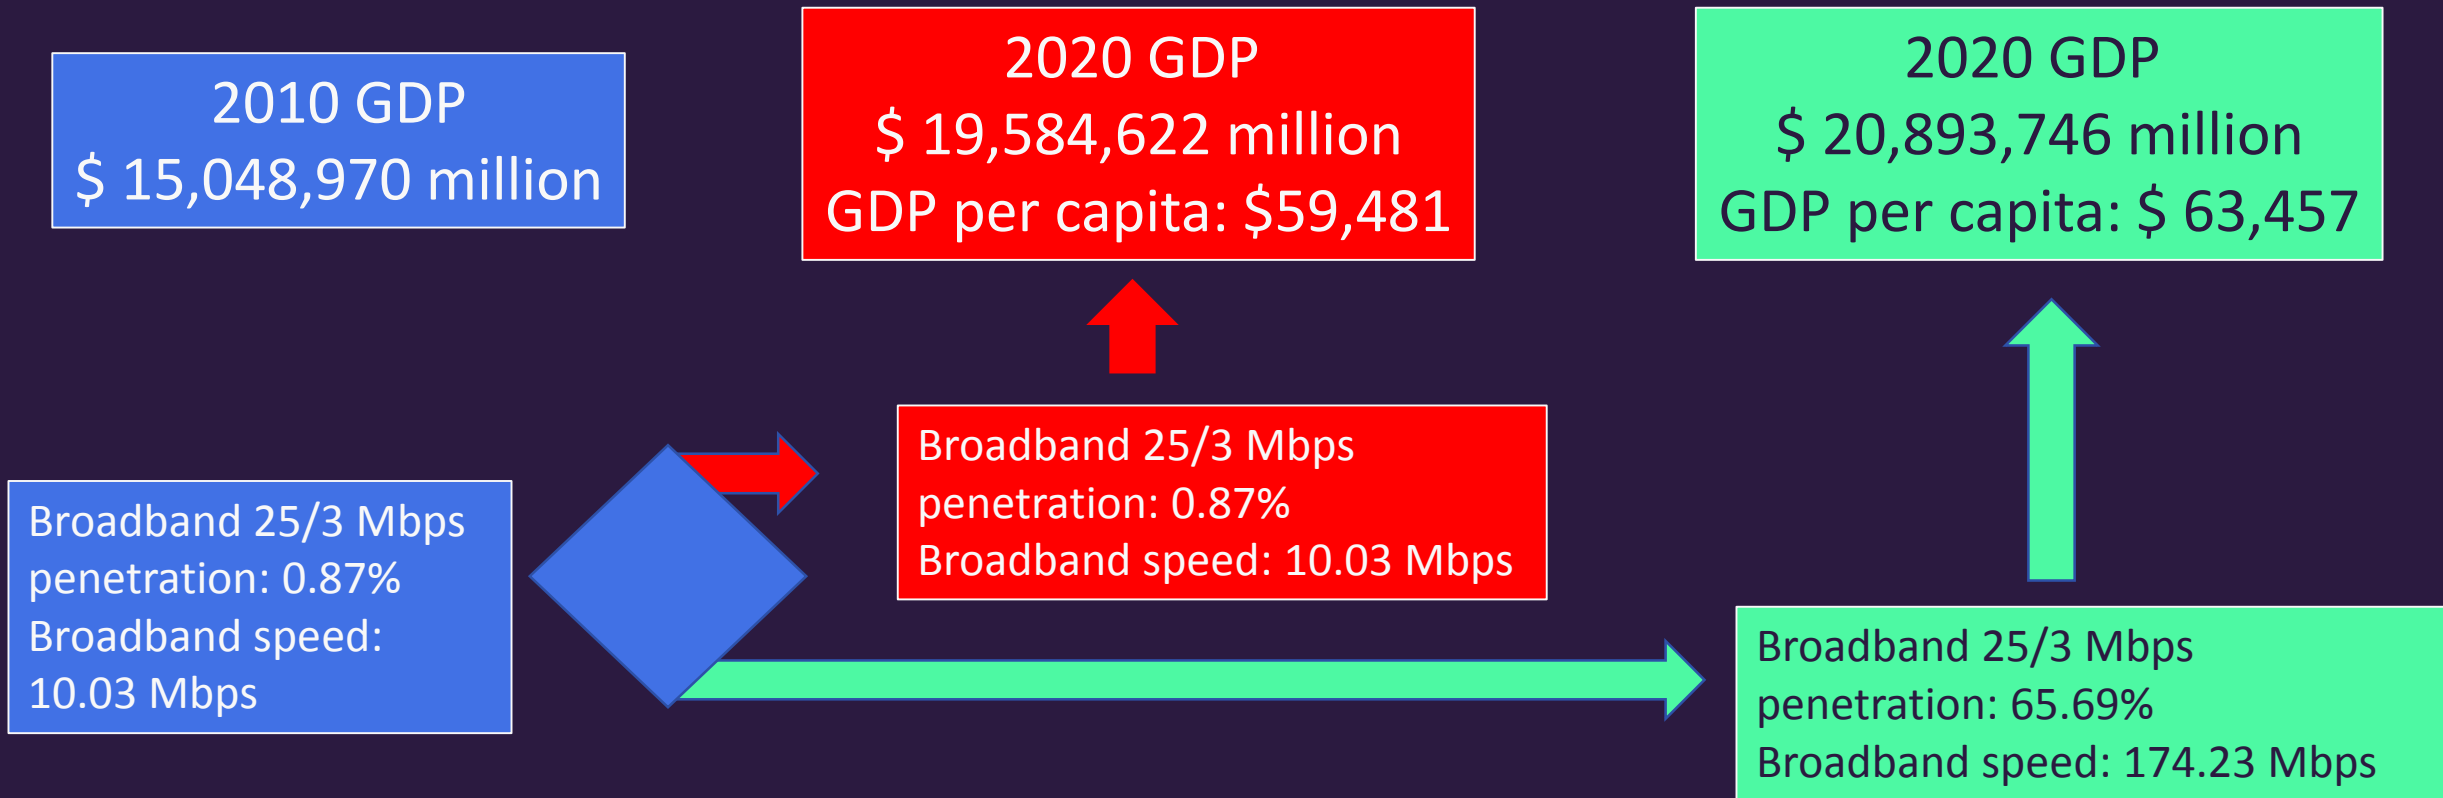 2010 GDP
$ 15,048,970 million
2020 GDP
$ 19,584,622 million
GDP per capita: $59,481
2020 GDP
$ 20,893,746 million
GDP per capita: $ 63,457
Broadband 25/3 Mbps
penetration: 0.87%
Broadband speed:
10.03 Mbps
Broadband 25/3 Mbps
penetration: 0.87%
Broadband speed: 10.03 Mbps
Broadband 25/3 Mbps
penetration: 65.69%
Broadband speed: 174.23 Mbps